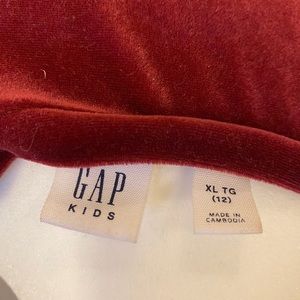 GAP
KIDS
XL TG
(12)
MADE IN
CAMBODIA